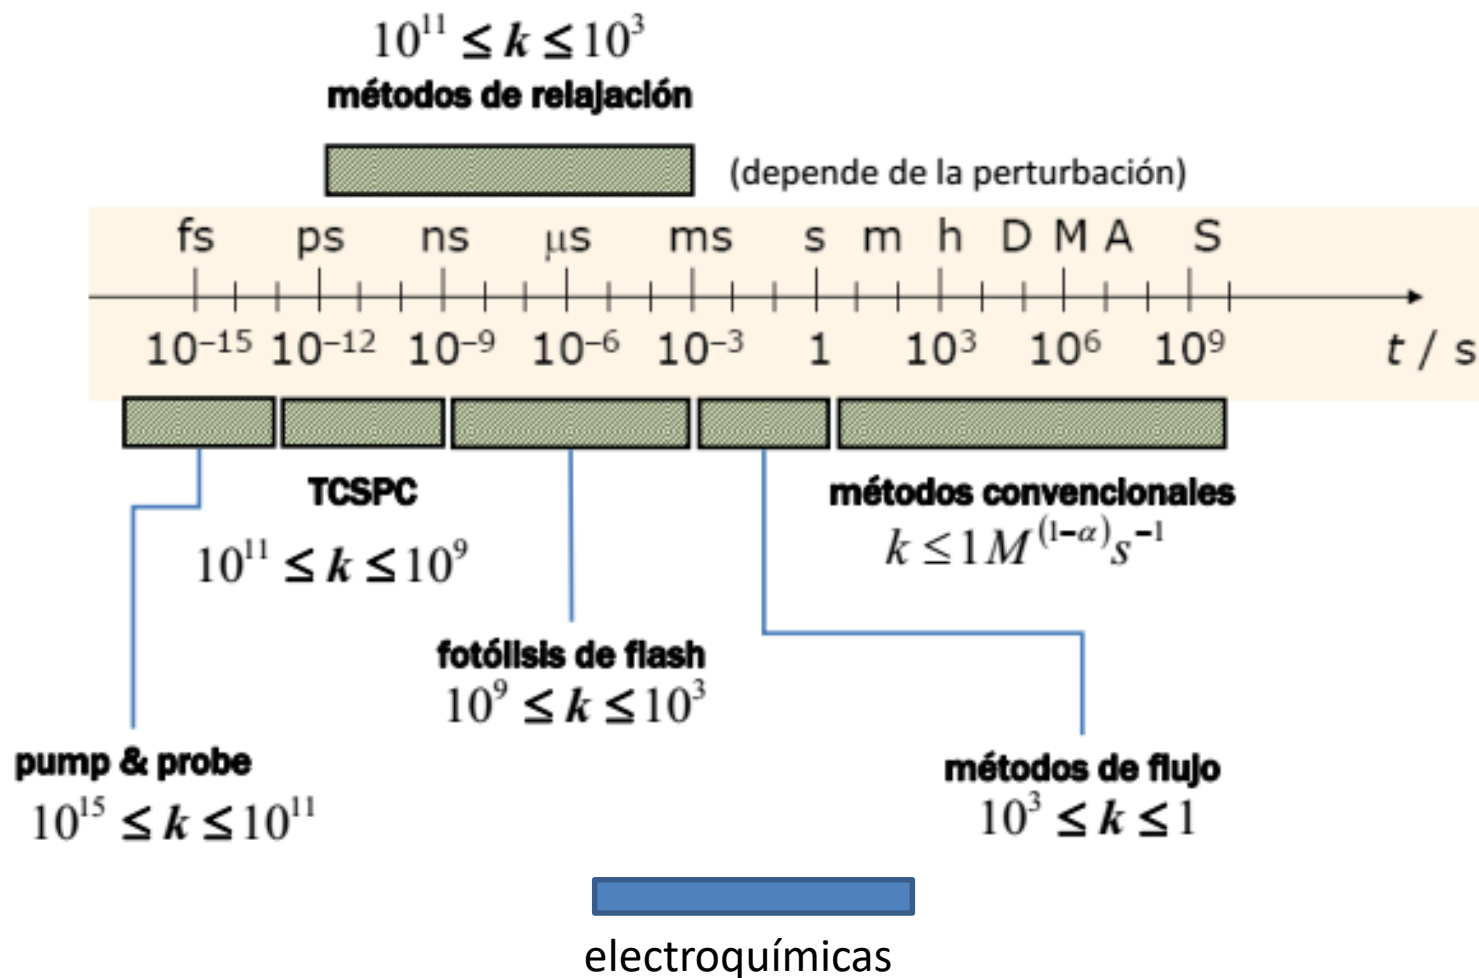 10¹¹ ≤ k ≤ 10³
métodos de relajación
(depende de la perturbación)
fs ps ns μs ms s m h D M A S
10⁻¹⁵ 10⁻¹² 10⁻⁹ 10⁻⁶ 10⁻³ 1 10³ 10⁶ 10⁹ t / s
TCSPC
10¹¹ ≤ k ≤ 10⁹
métodos convencionales
k ≤ 1 M⁽¹⁻ᵅ⁾ s⁻¹
fotólisis de flash
10⁹ ≤ k ≤ 10³
pump & probe
10¹⁵ ≤ k ≤ 10¹¹
métodos de flujo
10³ ≤ k ≤ 1
electroquímicas